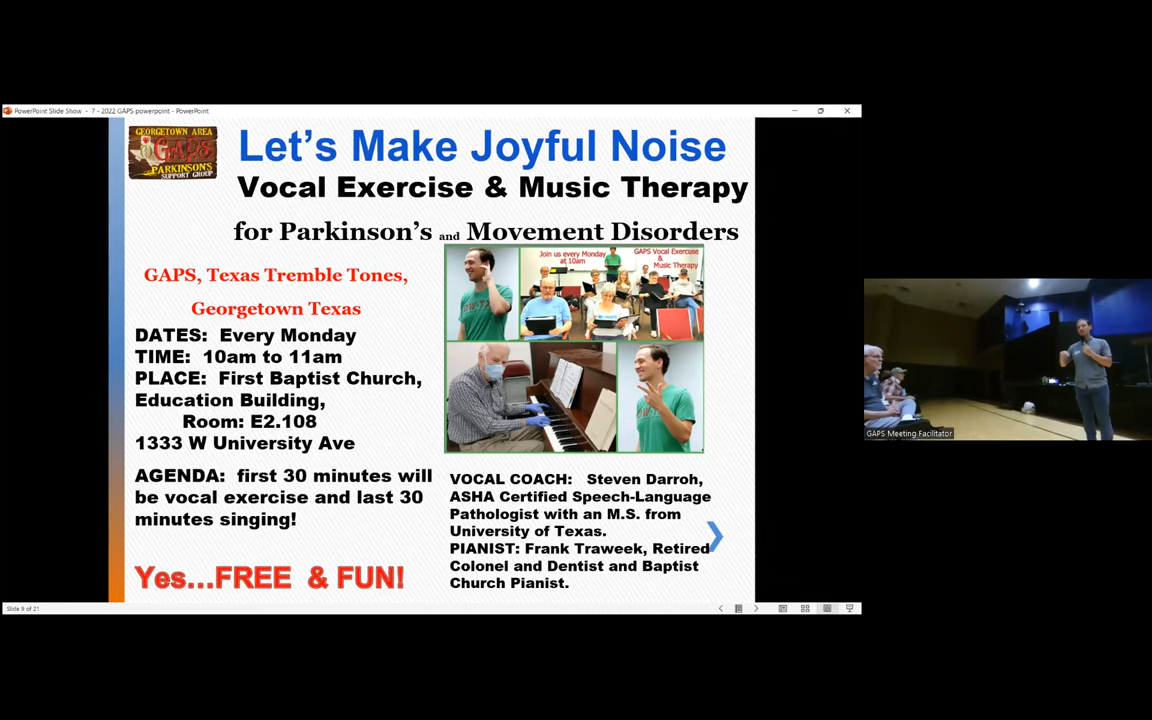 PowerPoint Slide Show - 7 - 2022 GAPS powerpoint - PowerPoint
GEORGETOWN AREA
GAPS
PARKINSON'S
SUPPORT GROUP
Let's Make Joyful Noise
Vocal Exercise & Music Therapy
for Parkinson's and Movement Disorders
GAPS, Texas Tremble Tones,
Georgetown Texas
DATES: Every Monday
TIME: 10am to 11am
PLACE: First Baptist Church,
Education Building,
Room: E2.108
1333 W University Ave
AGENDA: first 30 minutes will
be vocal exercise and last 30
minutes singing!
Yes...FREE & FUN!
Join us every Monday
at 10am
GAPS Vocal Exercuse
& Music Therapy
VOCAL COACH: Steven Darroh,
ASHA Certified Speech-Language
Pathologist with an M.S. from
University of Texas.
PIANIST: Frank Traweek, Retired
Colonel and Dentist and Baptist
Church Pianist.
Slide 9 of 21
GAPS Meeting Facilitator